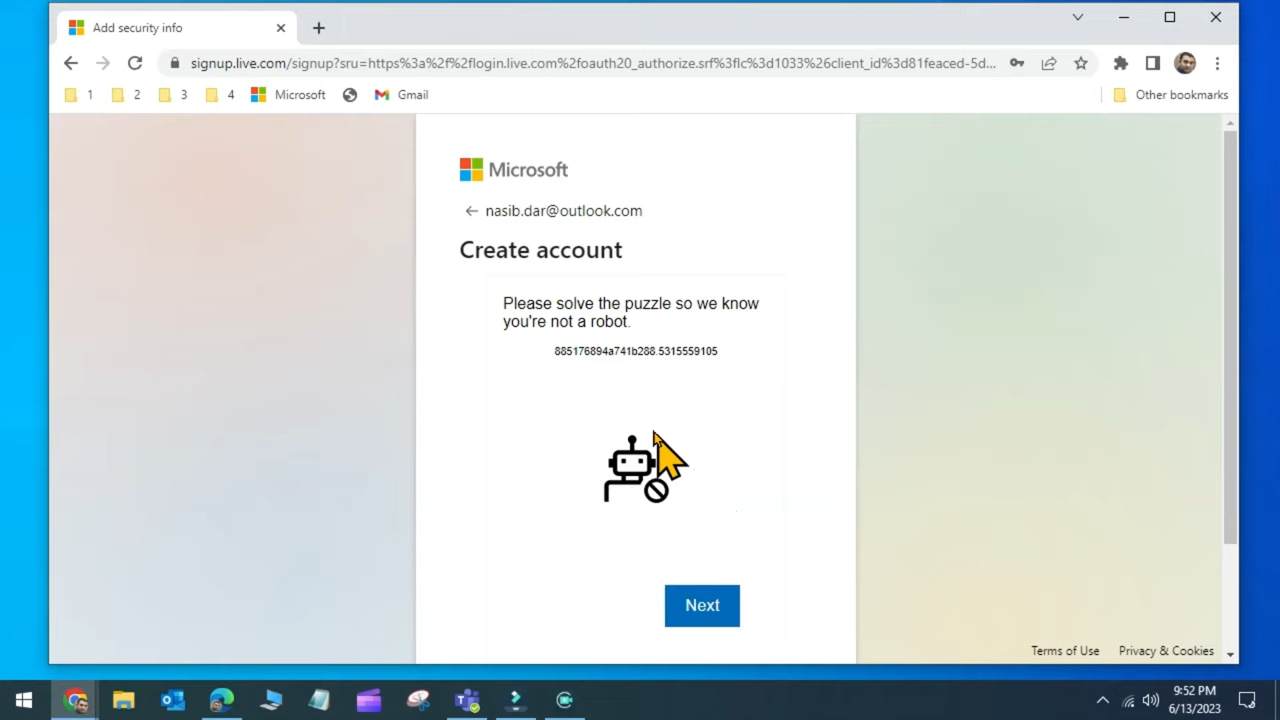 Add security info
signup.live.com/signup?sru=https%3a%2f%2flogin.live.com%2foauth20_authorize.srf%3flc%3d1033%26client_id%3d81feaced-5d...
1 2 3 4 Microsoft Gmail Other bookmarks
Microsoft
nasib.dar@outlook.com
Create account
Please solve the puzzle so we know
you're not a robot.
885176894a741b288.5315559105
Next
Terms of Use Privacy & Cookies
9:52 PM
6/13/2023